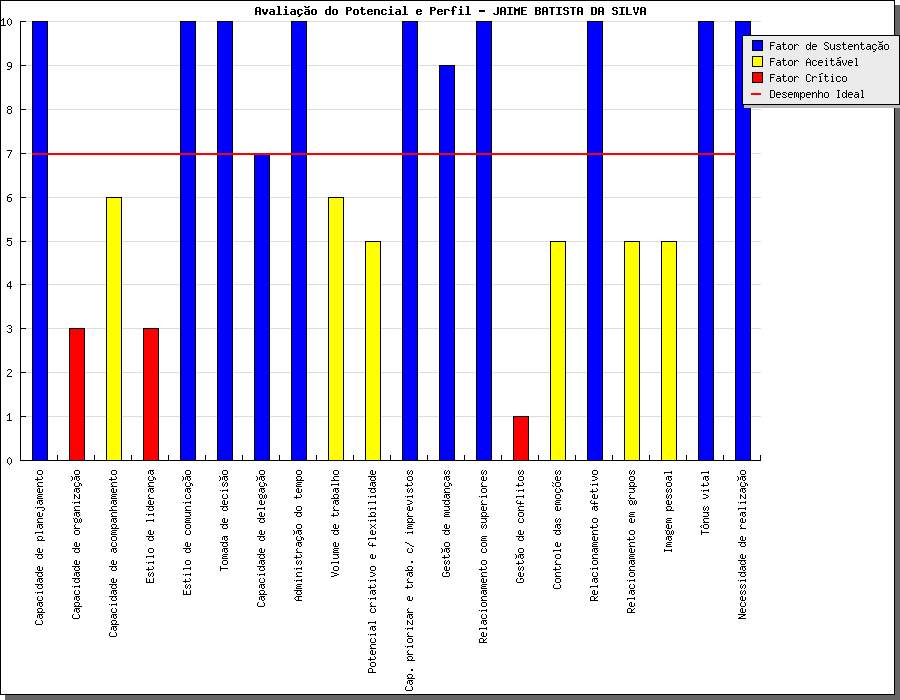 Avaliação do Potencial e Perfil - JAIME BATISTA DA SILVA
Fator de Sustentação
Fator Aceitável
Fator Crítico
Desempenho Ideal
10
9
8
7
6
5
4
3
2
1
0
Capacidade de planejamento
Capacidade de organização
Capacidade de acompanhamento
Estilo de liderança
Estilo de comunicação
Tomada de decisão
Capacidade de delegação
Administração do tempo
Volume de trabalho
Potencial criativo e flexibilidade
Cap. priorizar e trab. c/ imprevistos
Gestão de mudanças
Relacionamento com superiores
Gestão de conflitos
Controle das emoções
Relacionamento afetivo
Relacionamento em grupos
Imagem pessoal
Tônus vital
Necessidade de realização